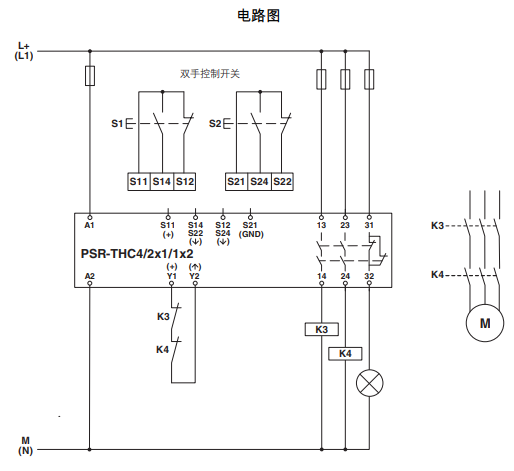 电路图
L+
(L1)
双手控制开关
S1
S2
S11 S14 S12
S21 S24 S22
A1
S11
(+)
S14
S22
(↓)
S12
S24
(↓)
S21
(GND)
13
23
31
PSR-THC4/2x1/1x2
A2
(+)
Y1
(↑)
Y2
14
24
32
K3
K4
K3
K4
K3
K4
M
M
(N)